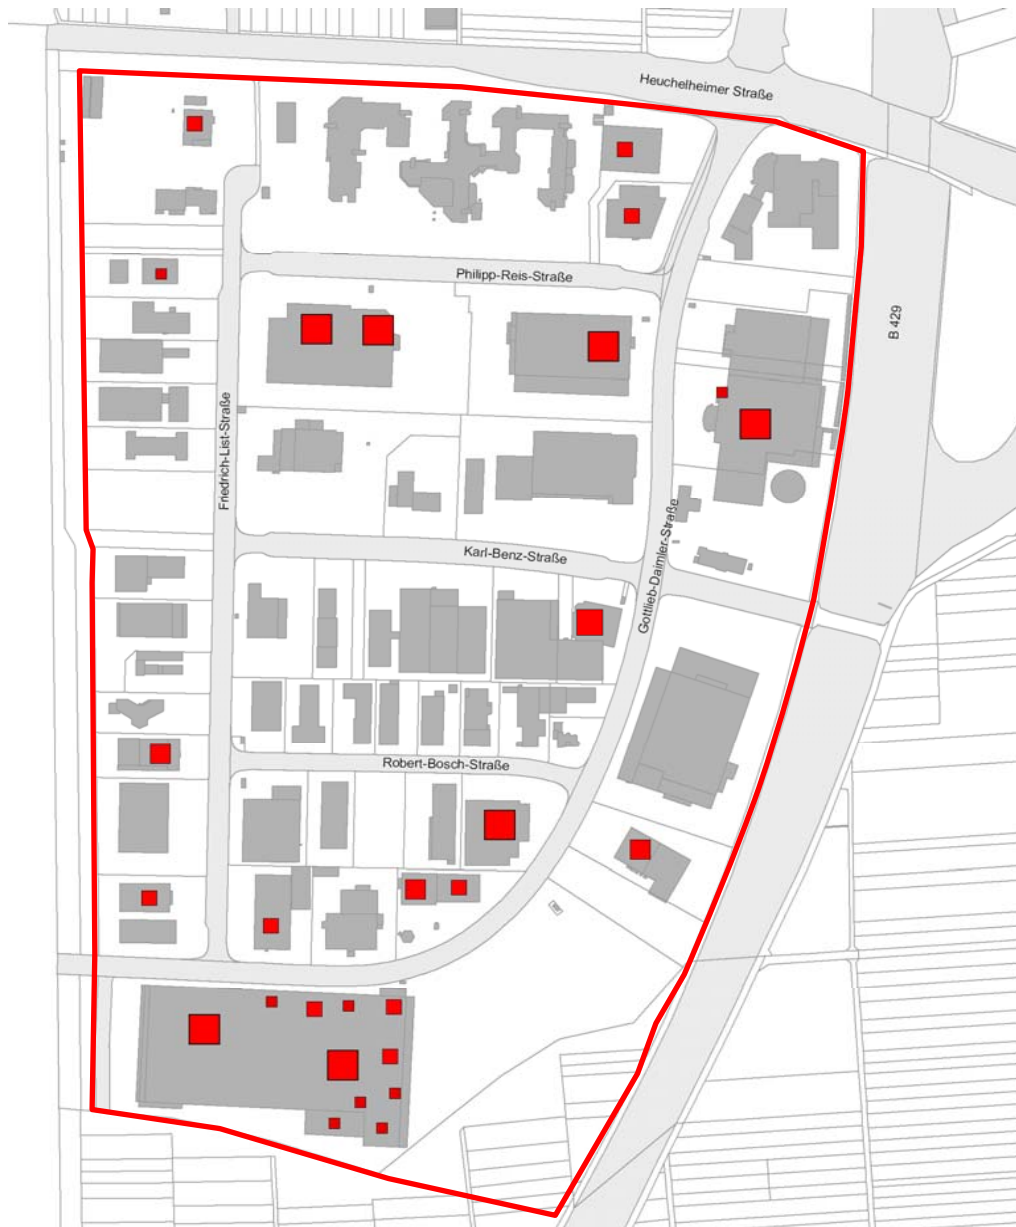 Heuchelheimer Straße
Philipp-Reis-Straße
B 429
Friedrich-List-Straße
Gottlieb-Daimler-Straße
Karl-Benz-Straße
Robert-Bosch-Straße